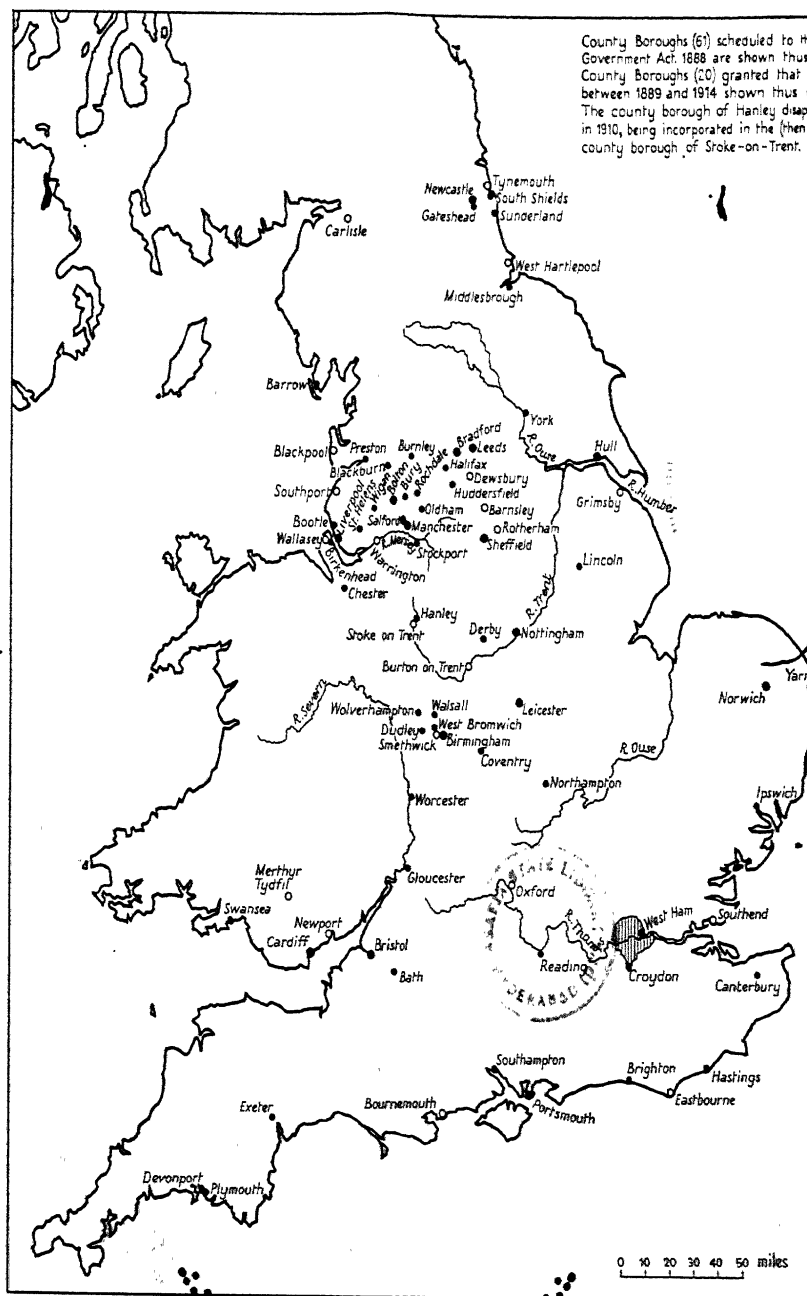 County Boroughs (61) scheduled to
Government Act. 1888 are shown thus
County Boroughs (20) granted that
between 1889 and 1914 shown thus
The county borough of Hanley
in 1910, being incorporated in the (then
county borough of Stoke-on-Trent.
Tynemouth
Newcastle
South Shields
Gateshead
Sunderland
Carlisle
West Hartlepool
Middlesbrough
Barrow
York
R. Ouse
Hull
Blackpool
Preston
Burnley
Bradford
Leeds
Blackburn
Halifax
Dewsbury
Southport
Liverpool
St. Helens
Wigan
Bolton
Bury
Rochdale
Huddersfield
Grimsby
R. Humber
Oldham
Barnsley
Bootle
Salford
Manchester
Rotherham
Wallasey
R. Mersey
Stockport
Sheffield
Birkenhead
Warrington
Lincoln
Chester
R. Trent
Hanley
Stoke on Trent
Derby
Nottingham
Burton on Trent
Norwich
R. Severn
Wolverhampton
Walsall
Leicester
Dudley
West Bromwich
Smethwick
Birmingham
R. Ouse
Coventry
Northampton
Ipswich
Worcester
Merthyr
Tydfil
Gloucester
Oxford
Swansea
Newport
R. Thames
West Ham
Southend
Cardiff
Bristol
Reading
Croydon
Bath
Canterbury
Southampton
Brighton
Hastings
Exeter
Bournemouth
Portsmouth
Eastbourne
Devonport
Plymouth
0 10 20 30 40 50 miles